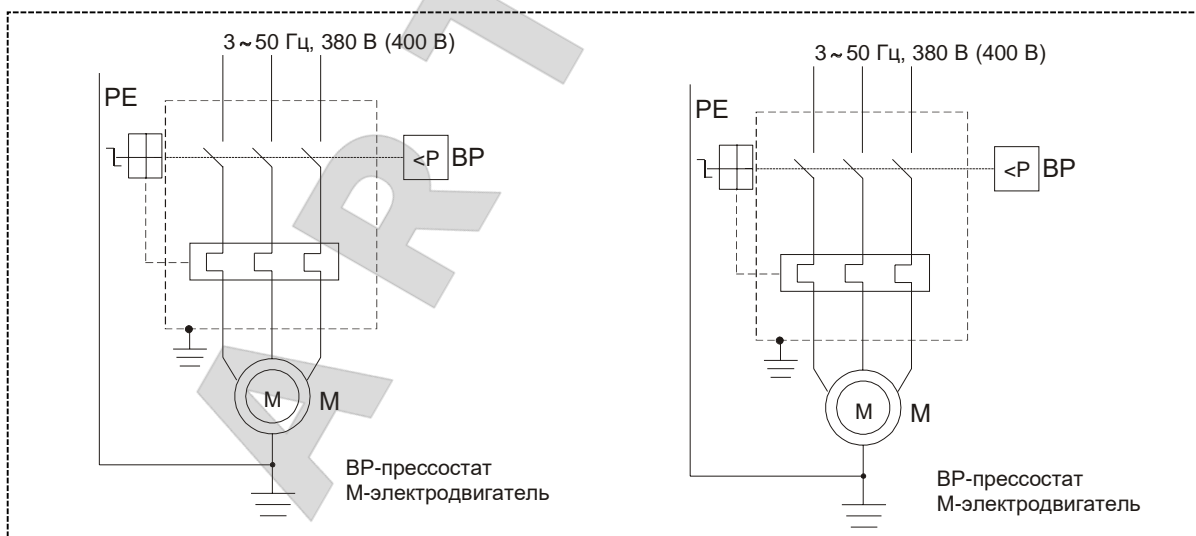 3~50 Гц, 380 В (400 В)
PE
<P BP
M M
BP-прессостат
М-электродвигатель
3~50 Гц, 380 В (400 В)
PE
<P BP
M M
BP-прессостат
М-электродвигатель